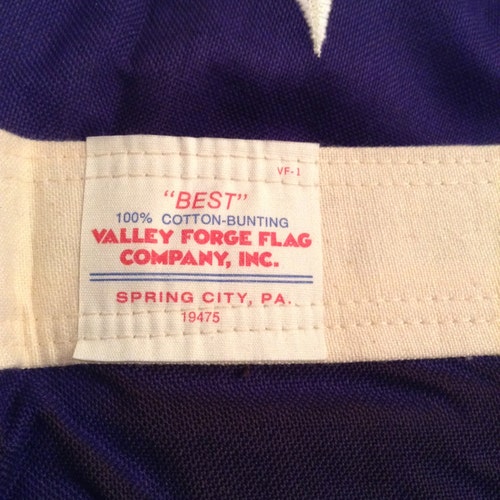 VF-1
"BEST"
100% COTTON-BUNTING
VALLEY FORGE FLAG
COMPANY, INC.
SPRING CITY, PA.
19475